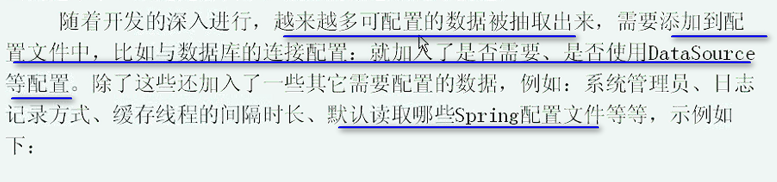 随着开发的深入进行，越来越多可配置的数据被抽取出来，需要添加到配
置文件中，比如与数据库的连接配置：就加入了是否需要、是否使用DataSource
等配置。除了这些还加入了一些其它需要配置的数据，例如：系统管理员、日志
记录方式、缓存线程的间隔时长、默认读取哪些Spring配置文件等等，示例如
下：